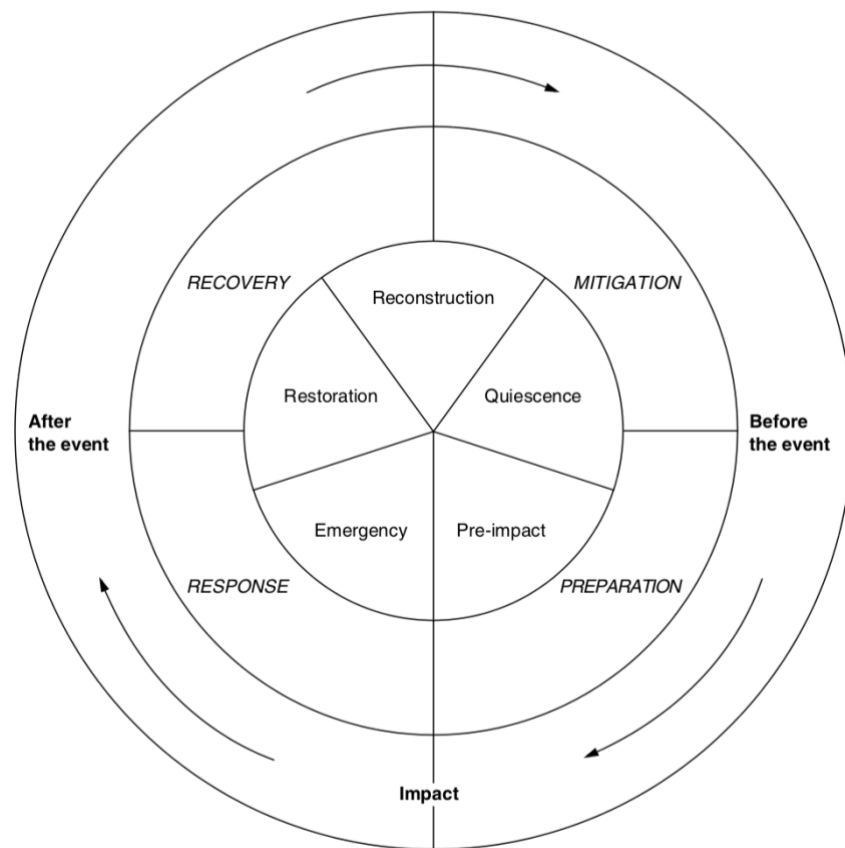 RECOVERY
MITIGATION
Reconstruction
Restoration
Quiescence
After
the event
Before
the event
Emergency
Pre-impact
RESPONSE
PREPARATION
Impact